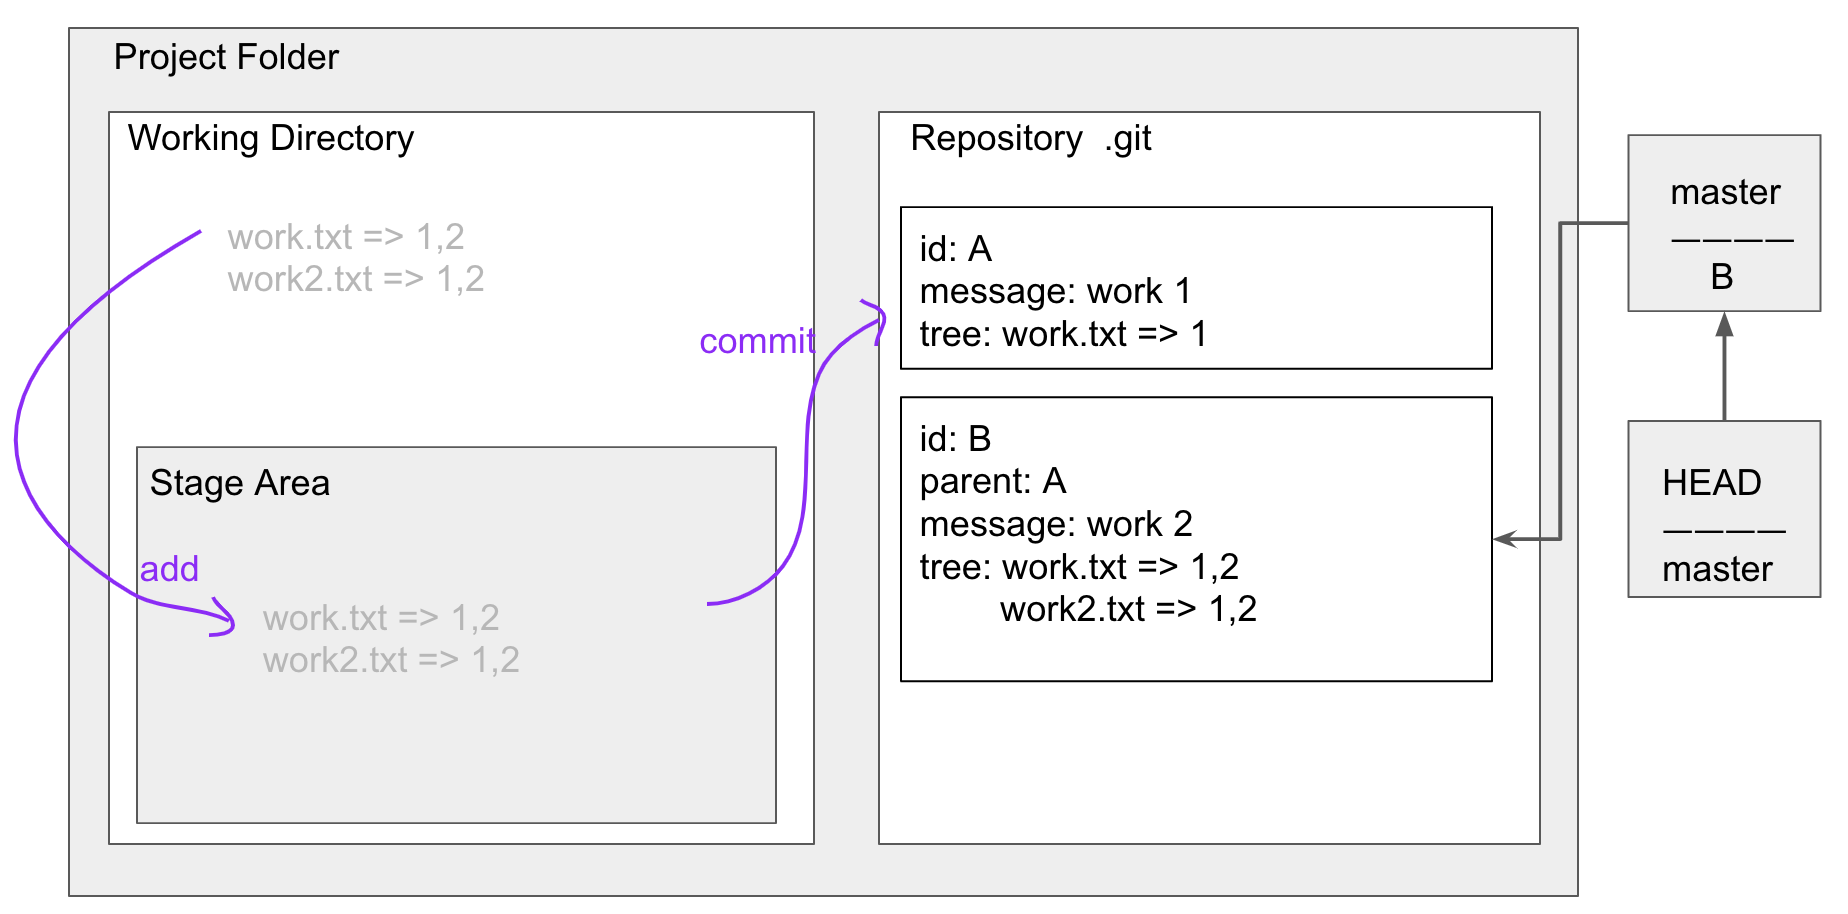 Project Folder
Working Directory
work.txt => 1,2
work2.txt => 1,2
commit
Stage Area
add
work.txt => 1,2
work2.txt => 1,2
Repository .git
id: A
message: work 1
tree: work.txt => 1
id: B
parent: A
message: work 2
tree: work.txt => 1,2
work2.txt => 1,2
master
————
B
HEAD
————
master